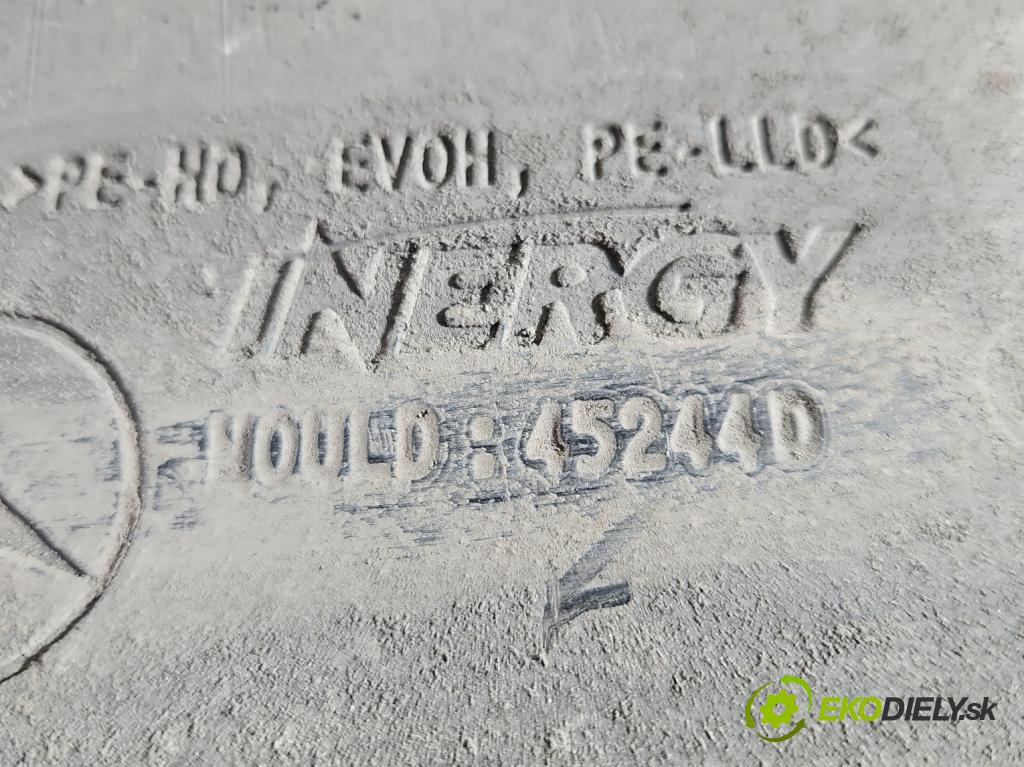 >PE-HD, EVOH, PE-LLD<
INERGY
MOULD:45244D
EKODIELY.sk